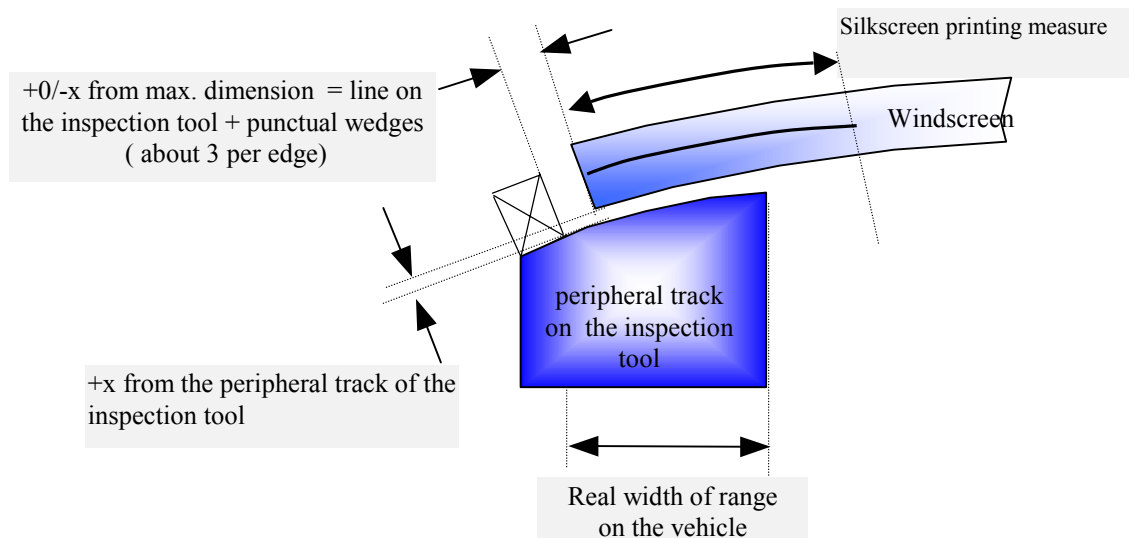 Silkscreen printing measure
+0/-x from max. dimension = line on
the inspection tool + punctual wedges
( about 3 per edge)
Windscreen
peripheral track
on the inspection
tool
+x from the peripheral track of the
inspection tool
Real width of range
on the vehicle